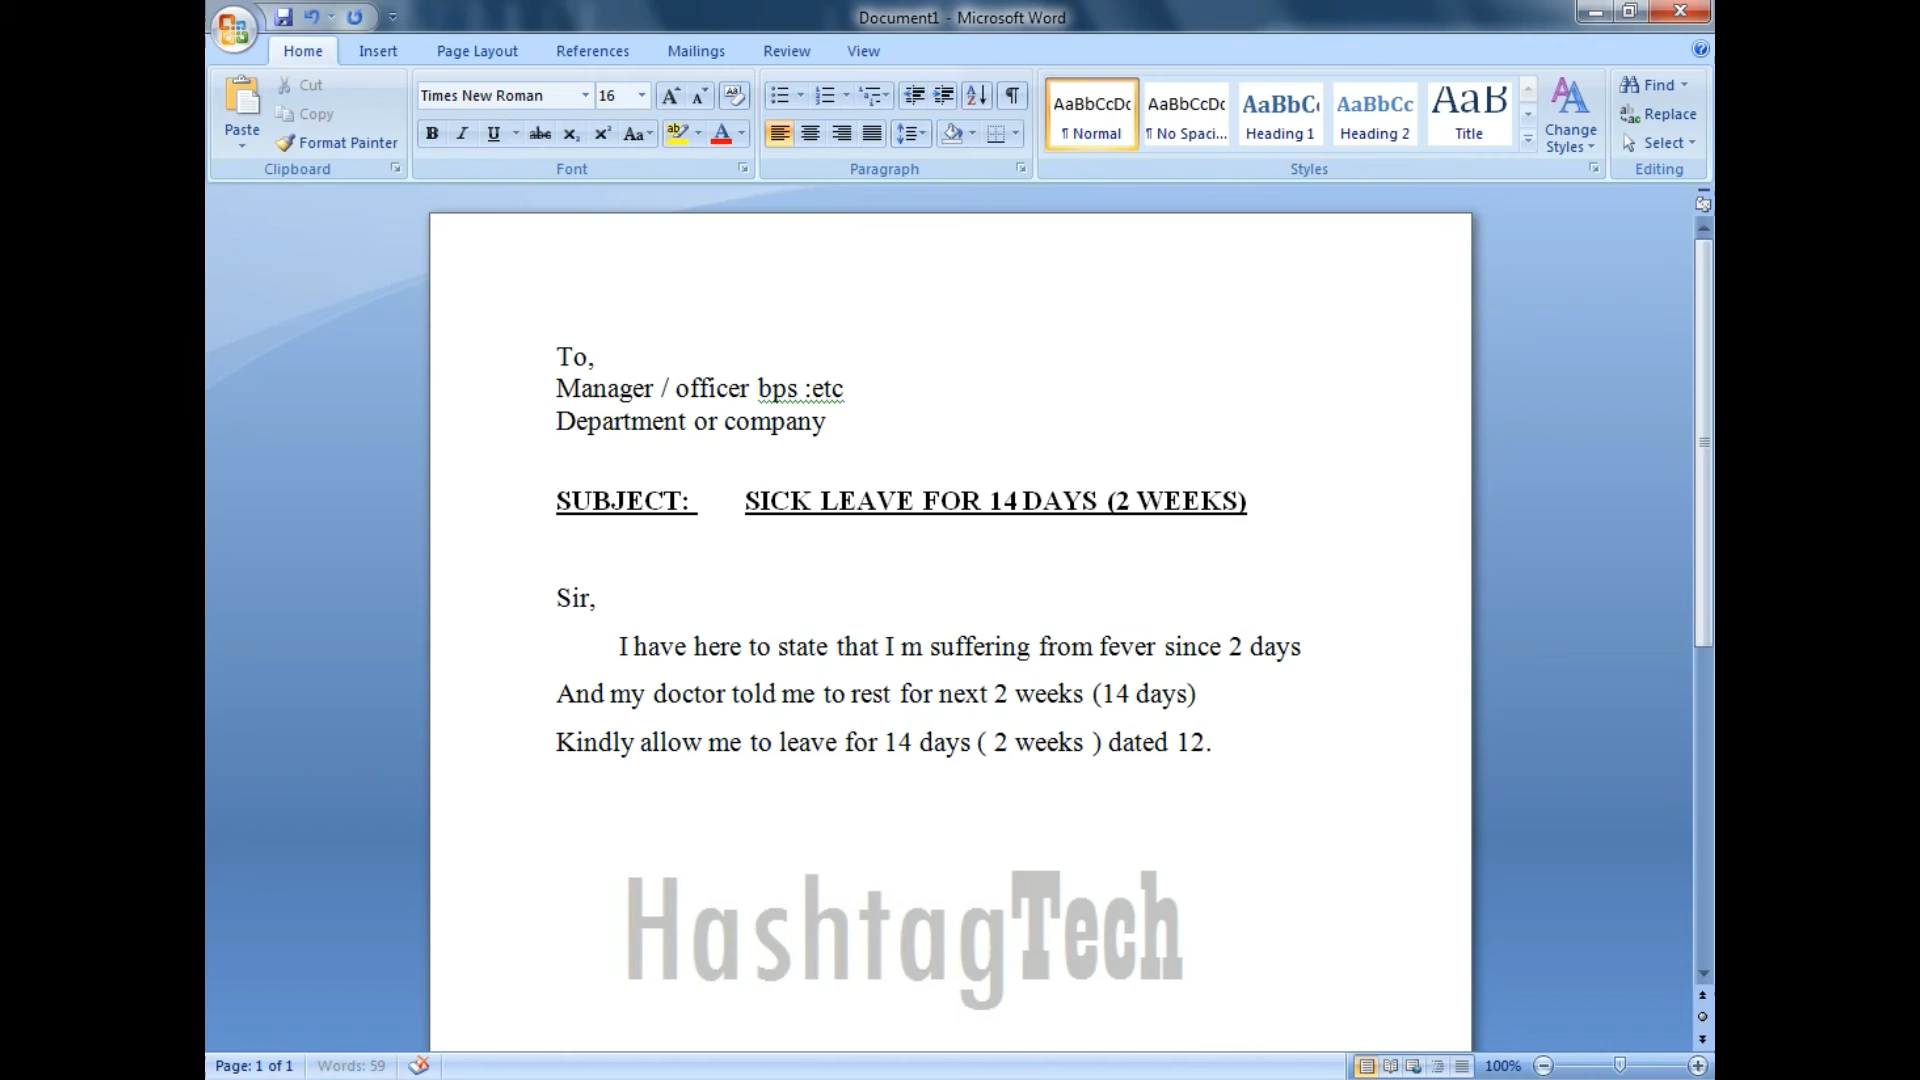 Document1 - Microsoft Word
Home Insert Page Layout References Mailings Review View
Paste
Cut
Copy
Format Painter
Clipboard
Times New Roman 16
Font
Paragraph
AaBbCcDc AaBbCcDc AaBbC AaBbCc AaB
¶ Normal ¶ No Spaci... Heading 1 Heading 2 Title
Change
Styles
Styles
Find
Replace
Select
Editing
To,
Manager / officer bps :etc
Department or company
SUBJECT: SICK LEAVE FOR 14 DAYS (2 WEEKS)
Sir,
I have here to state that I m suffering from fever since 2 days
And my doctor told me to rest for next 2 weeks (14 days)
Kindly allow me to leave for 14 days ( 2 weeks ) dated 12.
HashtagTech
Page: 1 of 1 Words: 59 100%